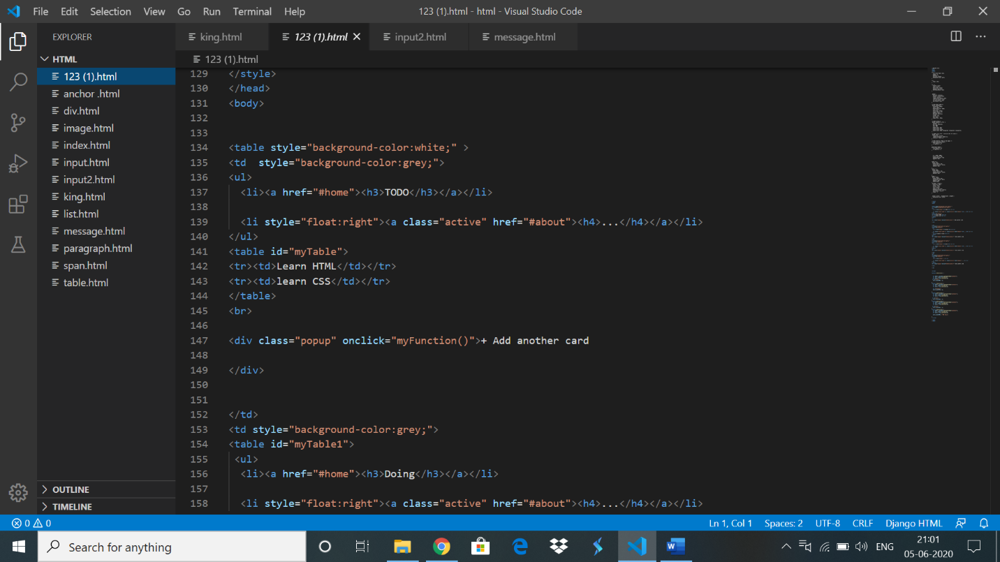 File Edit Selection View Go Run Terminal Help 123 (1).html - html - Visual Studio Code
EXPLORER
HTML
123 (1).html
anchor .html
div.html
image.html
index.html
input.html
input2.html
king.html
list.html
message.html
paragraph.html
span.html
table.html
OUTLINE
TIMELINE
king.html 123 (1).html input2.html message.html
123 (1).html
129 </style>
130 </head>
131 <body>
132
133
134 <table style="background-color:white;" >
135 <td  style="background-color:grey;">
136 <ul>
137 <li><a href="#home"><h3>TODO</h3></a></li>
138
139 <li style="float:right"><a class="active" href="#about"><h4>...</h4></a></li>
140 </ul>
141 <table id="myTable">
142 <tr><td>Learn HTML</td></tr>
143 <tr><td>learn CSS</td></tr>
144 </table>
145 <br>
146
147 <div class="popup" onclick="myFunction()">+ Add another card
148
149 </div>
150
151
152 </td>
153 <td style="background-color:grey;">
154 <table id="myTable1">
155 <ul>
156 <li><a href="#home"><h3>Doing</h3></a></li>
157
158 <li style="float:right"><a class="active" href="#about"><h4>...</h4></a></li>
0 0 Ln 1, Col 1 Spaces: 2 UTF-8 CRLF Django HTML
Search for anything
ENG
21:01
05-06-2020